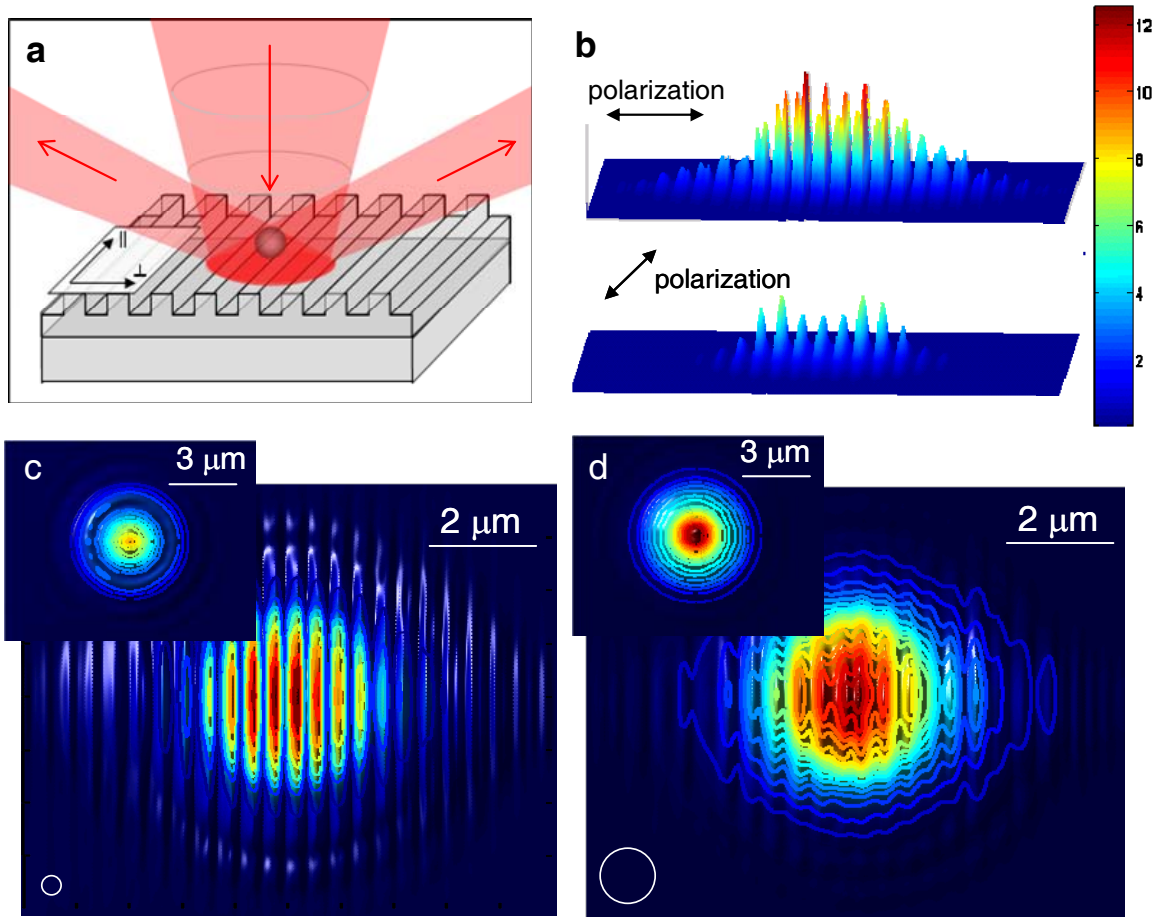 a
||
⊥
b
polarization
polarization
12
10
8
6
4
2
c
3 μm
2 μm
d
3 μm
2 μm